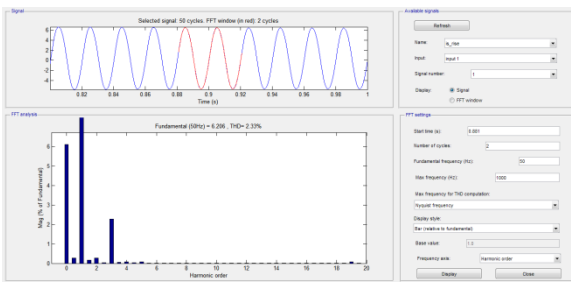 Signal
Selected signal: 50 cycles. FFT window (in red): 2 cycles
6
4
2
0
-2
-4
0.82 0.84 0.86 0.88 0.9 0.92 0.94 0.96 0.98 1
Time (s)
FFT analysis
Fundamental (50Hz) = 6.206 , THD= 2.33%
Mag (% of Fundamental)
6
5
4
3
2
1
0
0 2 4 6 8 10 12 14 16 18 20
Harmonic order
Available signals
Refresh
Name
is_rise
Input
input 1
Signal number:
1
Display:
Signal
FFT window
FFT settings
Start time (s):
0.881
Number of cycles:
2
Fundamental frequency (Hz):
50
Max frequency (Hz):
1000
Max frequency for THD computation:
Nyquist frequency
Display style:
Bar (relative to fundamental)
Base value:
1.0
Frequency axis:
Harmonic order
Display
Close